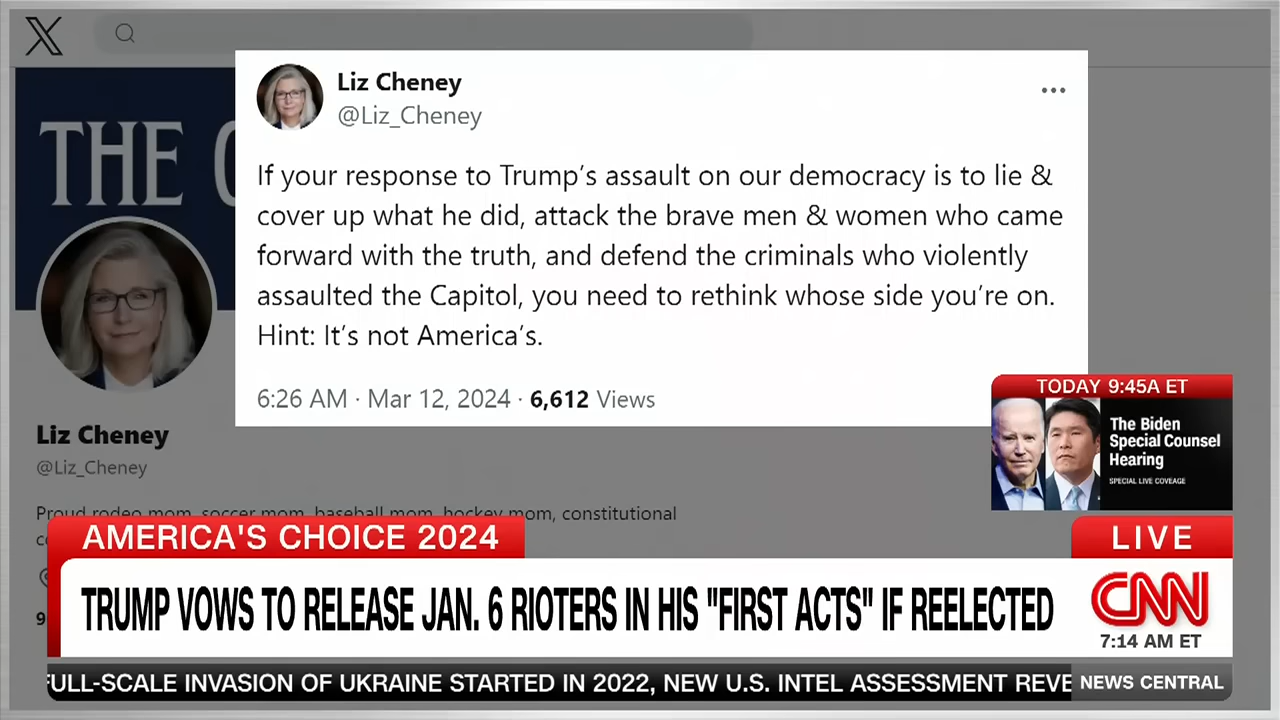 X
THE
Liz Cheney
@Liz_Cheney
If your response to Trump's assault on our democracy is to lie &
cover up what he did, attack the brave men & women who came
forward with the truth, and defend the criminals who violently
assaulted the Capitol, you need to rethink whose side you're on.
Hint: It's not America's.
6:26 AM · Mar 12, 2024 · 6,612 Views
Liz Cheney
@Liz_Cheney
Proud rodeo mom, soccer mom, baseball mom, hockey mom, constitutional
TODAY 9:45A ET
The Biden
Special Counsel
Hearing
SPECIAL LIVE COVEAGE
AMERICA'S CHOICE 2024
LIVE
TRUMP VOWS TO RELEASE JAN. 6 RIOTERS IN HIS "FIRST ACTS" IF REELECTED
CNN
7:14 AM ET
FULL-SCALE INVASION OF UKRAINE STARTED IN 2022, NEW U.S. INTEL ASSESSMENT REVE
NEWS CENTRAL